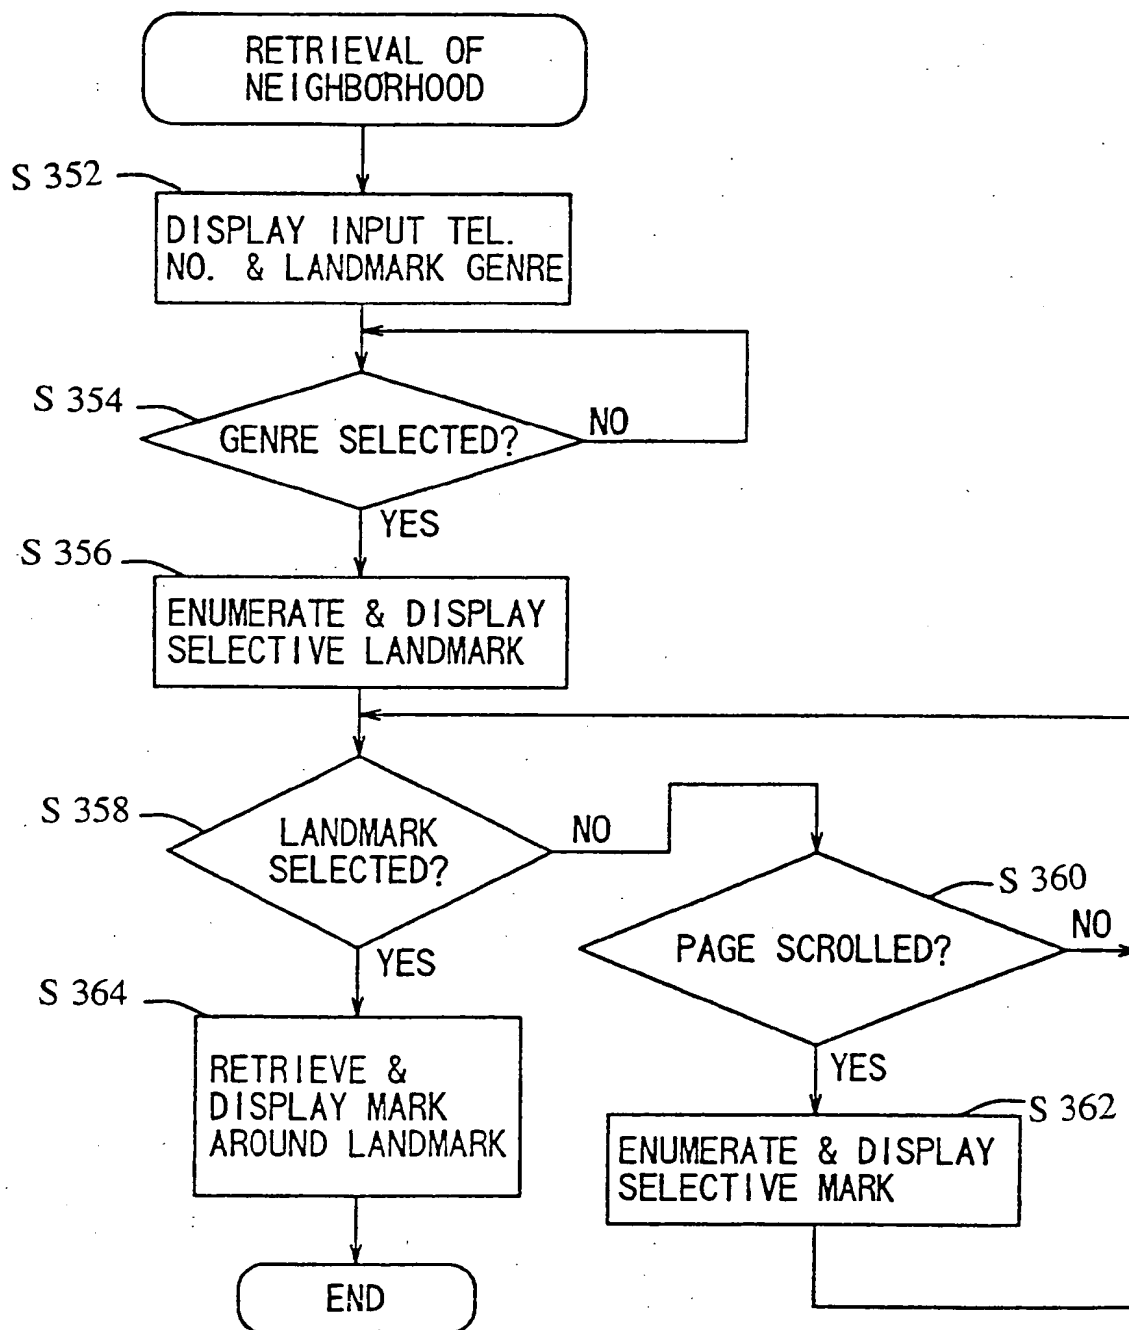 RETRIEVAL OF
NEIGHBORHOOD
S 352
DISPLAY INPUT TEL.
NO. & LANDMARK GENRE
S 354
GENRE SELECTED?
NO
YES
S 356
ENUMERATE & DISPLAY
SELECTIVE LANDMARK
S 358
LANDMARK
SELECTED?
NO
YES
S 360
PAGE SCROLLED?
NO
YES
S 364
RETRIEVE &
DISPLAY MARK
AROUND LANDMARK
S 362
ENUMERATE & DISPLAY
SELECTIVE MARK
END